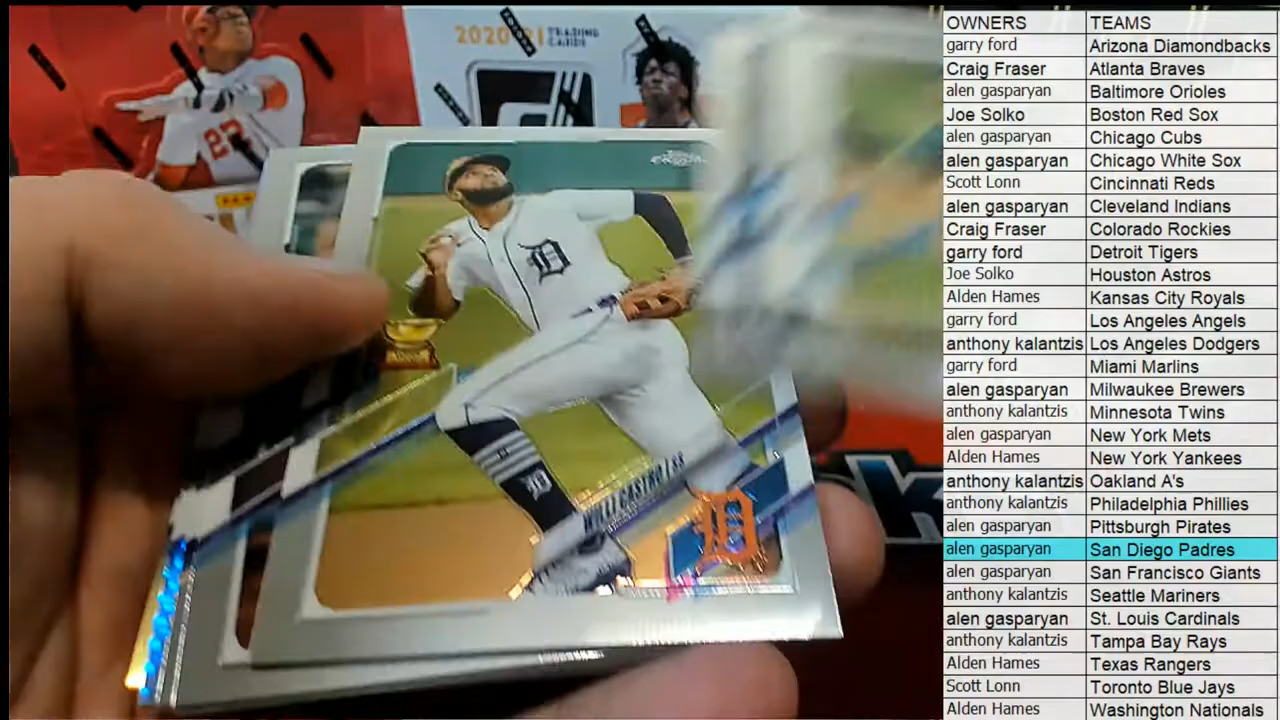 2020-21 TRADING
CARDS
27
Topps
Chrome
D
WILLI CASTRO | SS
D
OWNERS TEAMS
garry ford Arizona Diamondbacks
Craig Fraser Atlanta Braves
alen gasparyan Baltimore Orioles
Joe Solko Boston Red Sox
alen gasparyan Chicago Cubs
alen gasparyan Chicago White Sox
Scott Lonn Cincinnati Reds
alen gasparyan Cleveland Indians
Craig Fraser Colorado Rockies
garry ford Detroit Tigers
Joe Solko Houston Astros
Alden Hames Kansas City Royals
garry ford Los Angeles Angels
anthony kalantzis Los Angeles Dodgers
garry ford Miami Marlins
alen gasparyan Milwaukee Brewers
anthony kalantzis Minnesota Twins
alen gasparyan New York Mets
Alden Hames New York Yankees
anthony kalantzis Oakland A's
anthony kalantzis Philadelphia Phillies
alen gasparyan Pittsburgh Pirates
alen gasparyan San Diego Padres
alen gasparyan San Francisco Giants
anthony kalantzis Seattle Mariners
alen gasparyan St. Louis Cardinals
anthony kalantzis Tampa Bay Rays
Alden Hames Texas Rangers
Scott Lonn Toronto Blue Jays
Alden Hames Washington Nationals